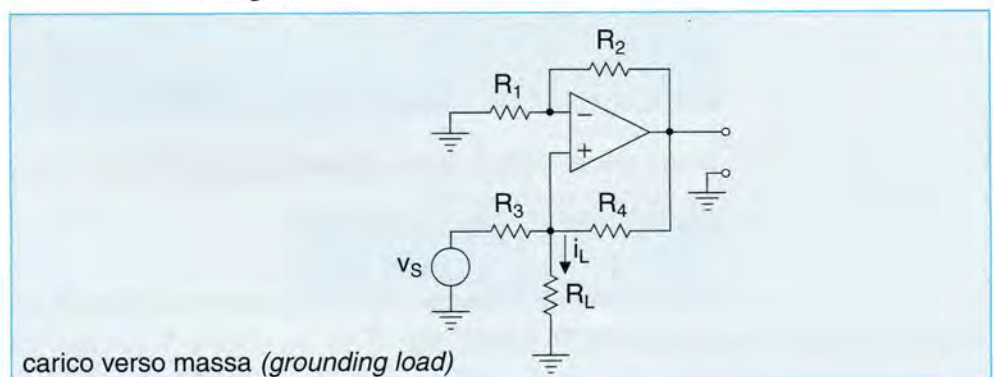 R2
R1
−
+
R3
R4
vS
iL
RL
carico verso massa (grounding load)